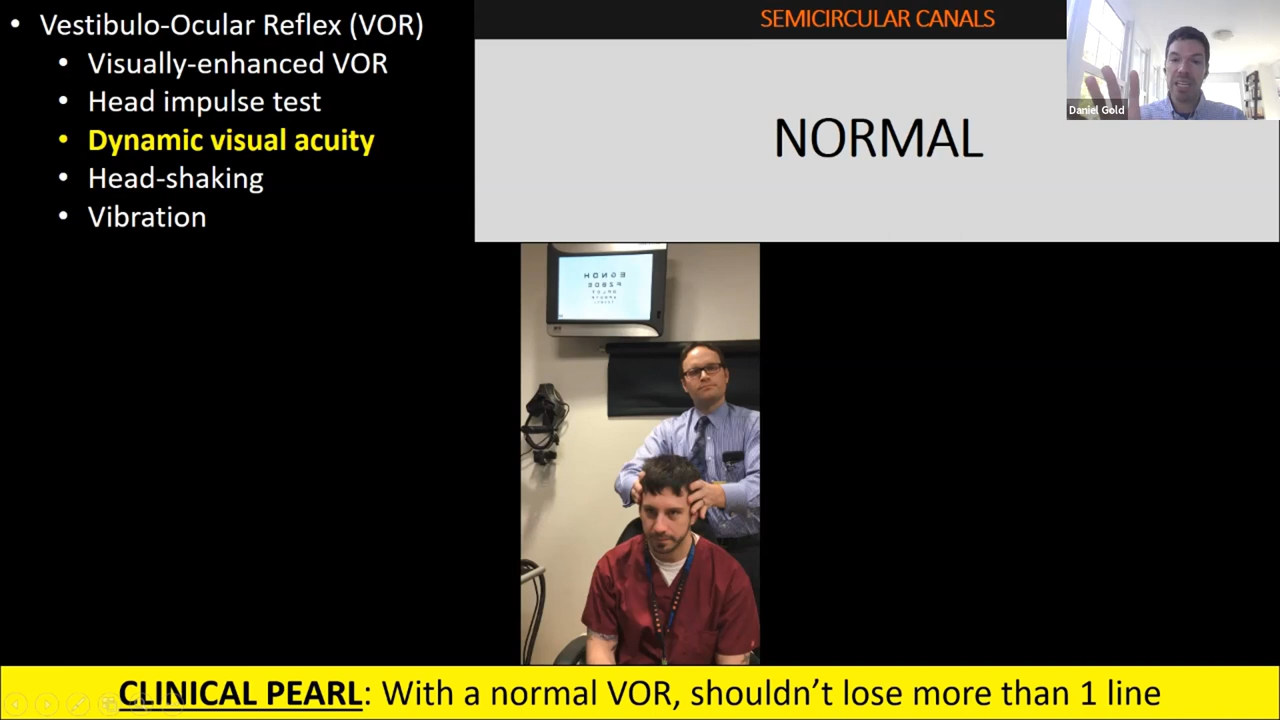 • Vestibulo-Ocular Reflex (VOR)
• Visually-enhanced VOR
• Head impulse test
• Dynamic visual acuity
• Head-shaking
• Vibration
SEMICIRCULAR CANALS
NORMAL
Daniel Gold
CLINICAL PEARL: With a normal VOR, shouldn't lose more than 1 line